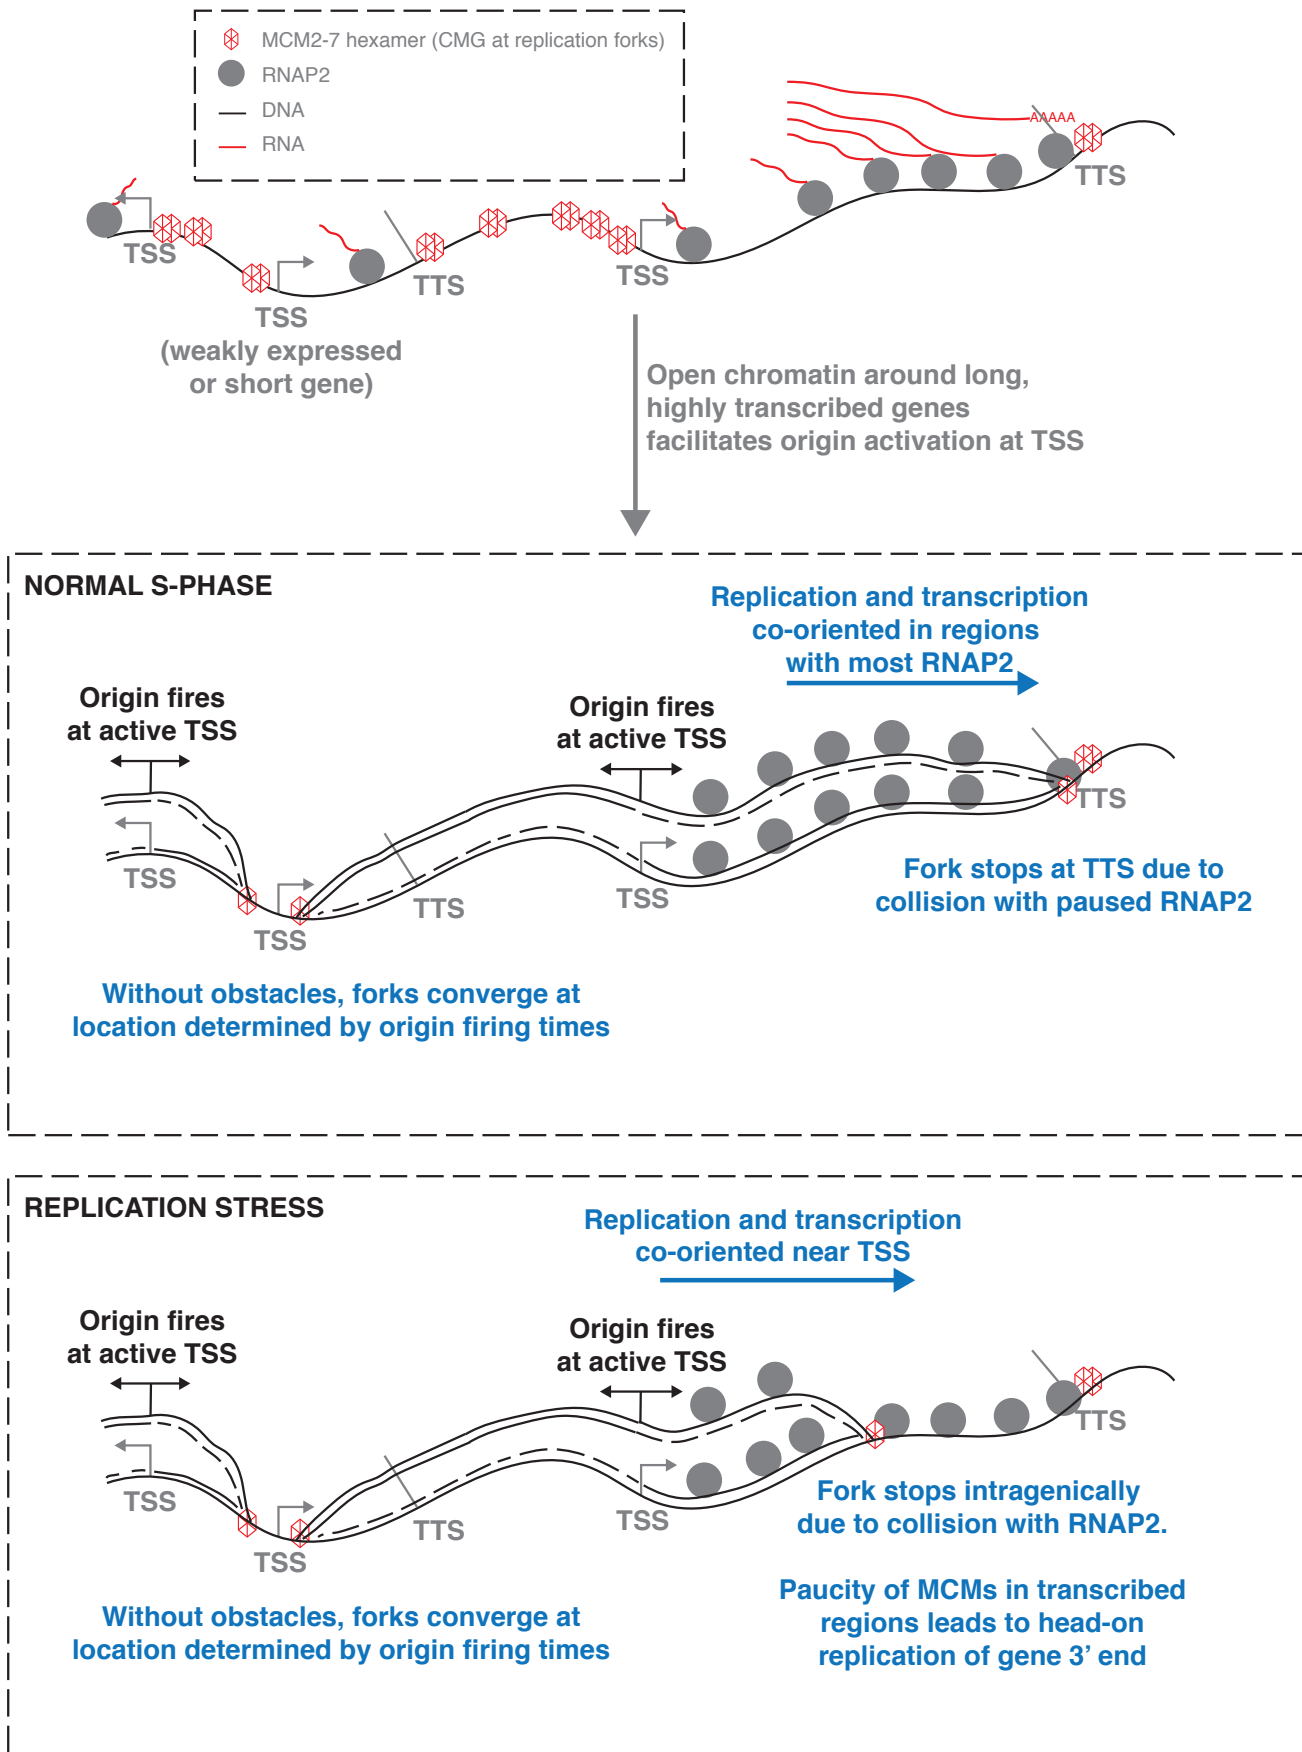 MCM2-7 hexamer (CMG at replication forks)
RNAP2
DNA
RNA
AAAAA
TTS
TSS
TTS
TSS
TSS
(weakly expressed
or short gene)
Open chromatin around long,
highly transcribed genes
facilitates origin activation at TSS
NORMAL S-PHASE
Replication and transcription
co-oriented in regions
with most RNAP2
Origin fires
at active TSS
Origin fires
at active TSS
TTS
TSS
TTS
TSS
TSS
Fork stops at TTS due to
collision with paused RNAP2
Without obstacles, forks converge at
location determined by origin firing times
REPLICATION STRESS
Replication and transcription
co-oriented near TSS
Origin fires
at active TSS
Origin fires
at active TSS
TTS
TSS
TTS
TSS
TSS
Fork stops intragenically
due to collision with RNAP2.
Paucity of MCMs in transcribed
regions leads to head-on
replication of gene 3’ end
Without obstacles, forks converge at
location determined by origin firing times